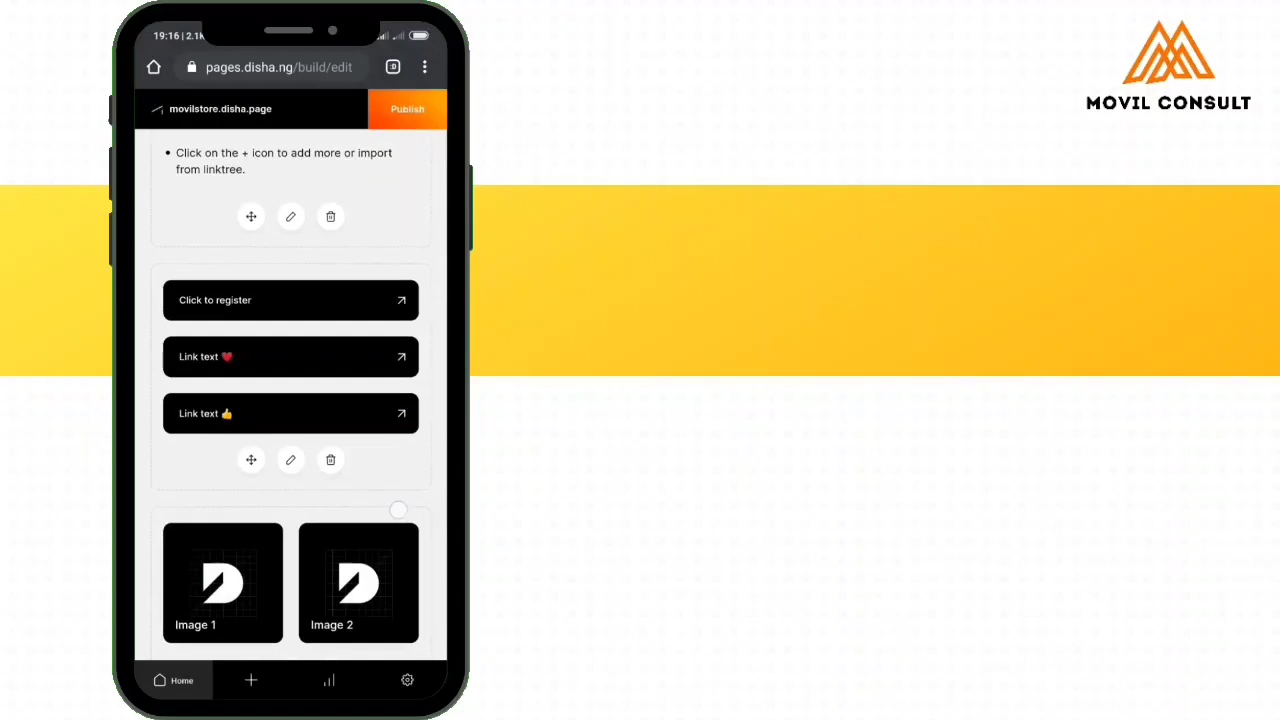 19:16 | 2.1K
pages.disha.ng/build/edit
:D
movilstore.disha.page
Publish
• Click on the + icon to add more or import
from linktree.
Click to register
Link text ❤️
Link text 👍
Image 1
Image 2
Home
MOVIL CONSULT